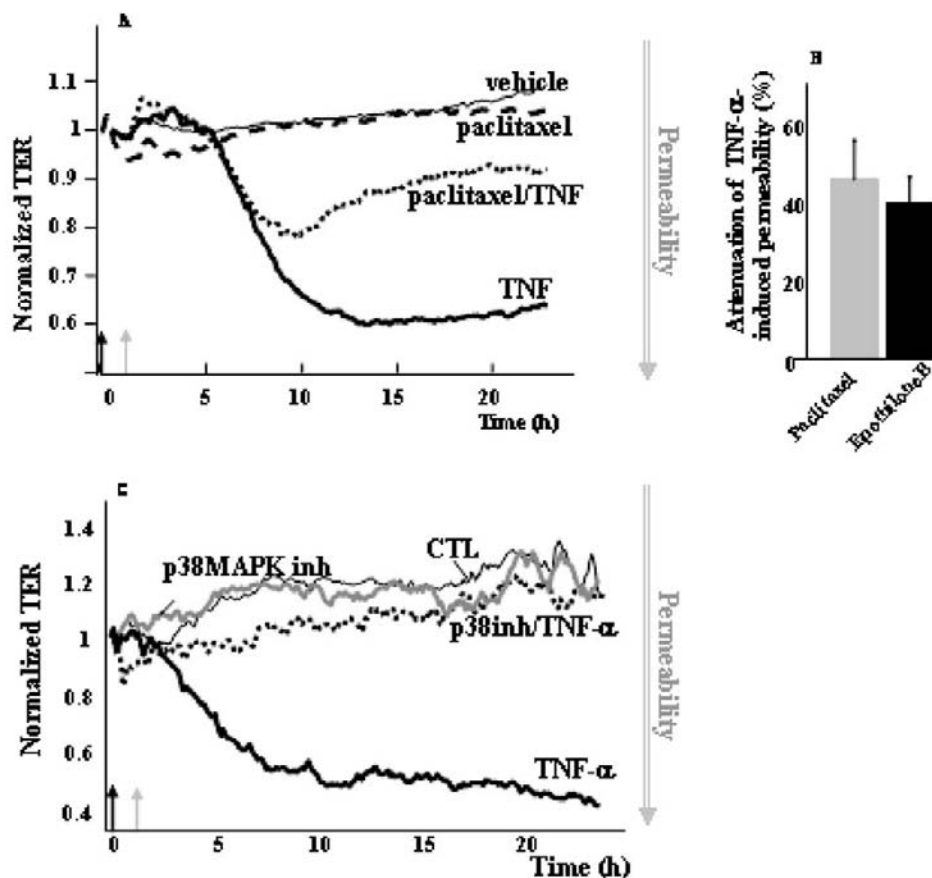 A
Normalized TER
1.1
1
0.9
0.8
0.7
0.6
vehicle
paclitaxel
paclitaxel/TNF
TNF
0
5
10
15
20
Time (h)
Permeability
B
Attenuation of TNF-α-
induced permeability (%)
60
40
20
0
Paclitaxel
Epothilone B
C
Normalized TER
1.4
1.2
1
0.8
0.6
0.4
p38MAPK inh
CTL
p38inh/TNF-α
TNF-α
0
5
10
15
20
Time (h)
Permeability